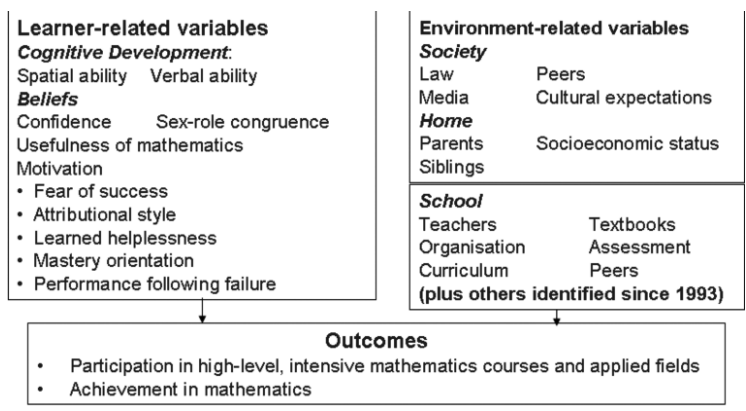 Learner-related variables
Cognitive Development:
Spatial ability Verbal ability
Beliefs
Confidence Sex-role congruence
Usefulness of mathematics
Motivation
• Fear of success
• Attributional style
• Learned helplessness
• Mastery orientation
• Performance following failure
Environment-related variables
Society
Law Peers
Media Cultural expectations
Home
Parents Socioeconomic status
Siblings
School
Teachers Textbooks
Organisation Assessment
Curriculum Peers
(plus others identified since 1993)
Outcomes
• Participation in high-level, intensive mathematics courses and applied fields
• Achievement in mathematics